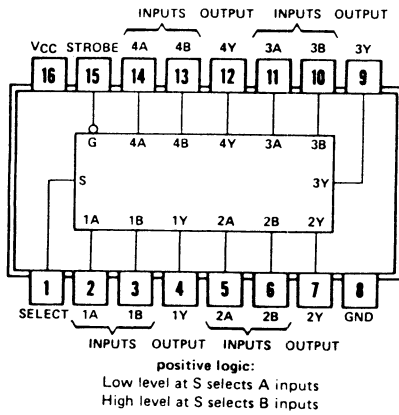 INPUTS OUTPUT INPUTS OUTPUT
VCC STROBE 4A 4B 4Y 3A 3B 3Y
16 15 14 13 12 11 10 9
G 4A 4B 4Y 3A 3B
S 3Y
1A 1B 1Y 2A 2B 2Y
1 2 3 4 5 6 7 8
SELECT 1A 1B 1Y 2A 2B 2Y GND
INPUTS OUTPUT INPUTS OUTPUT
positive logic:
Low level at S selects A inputs
High level at S selects B inputs